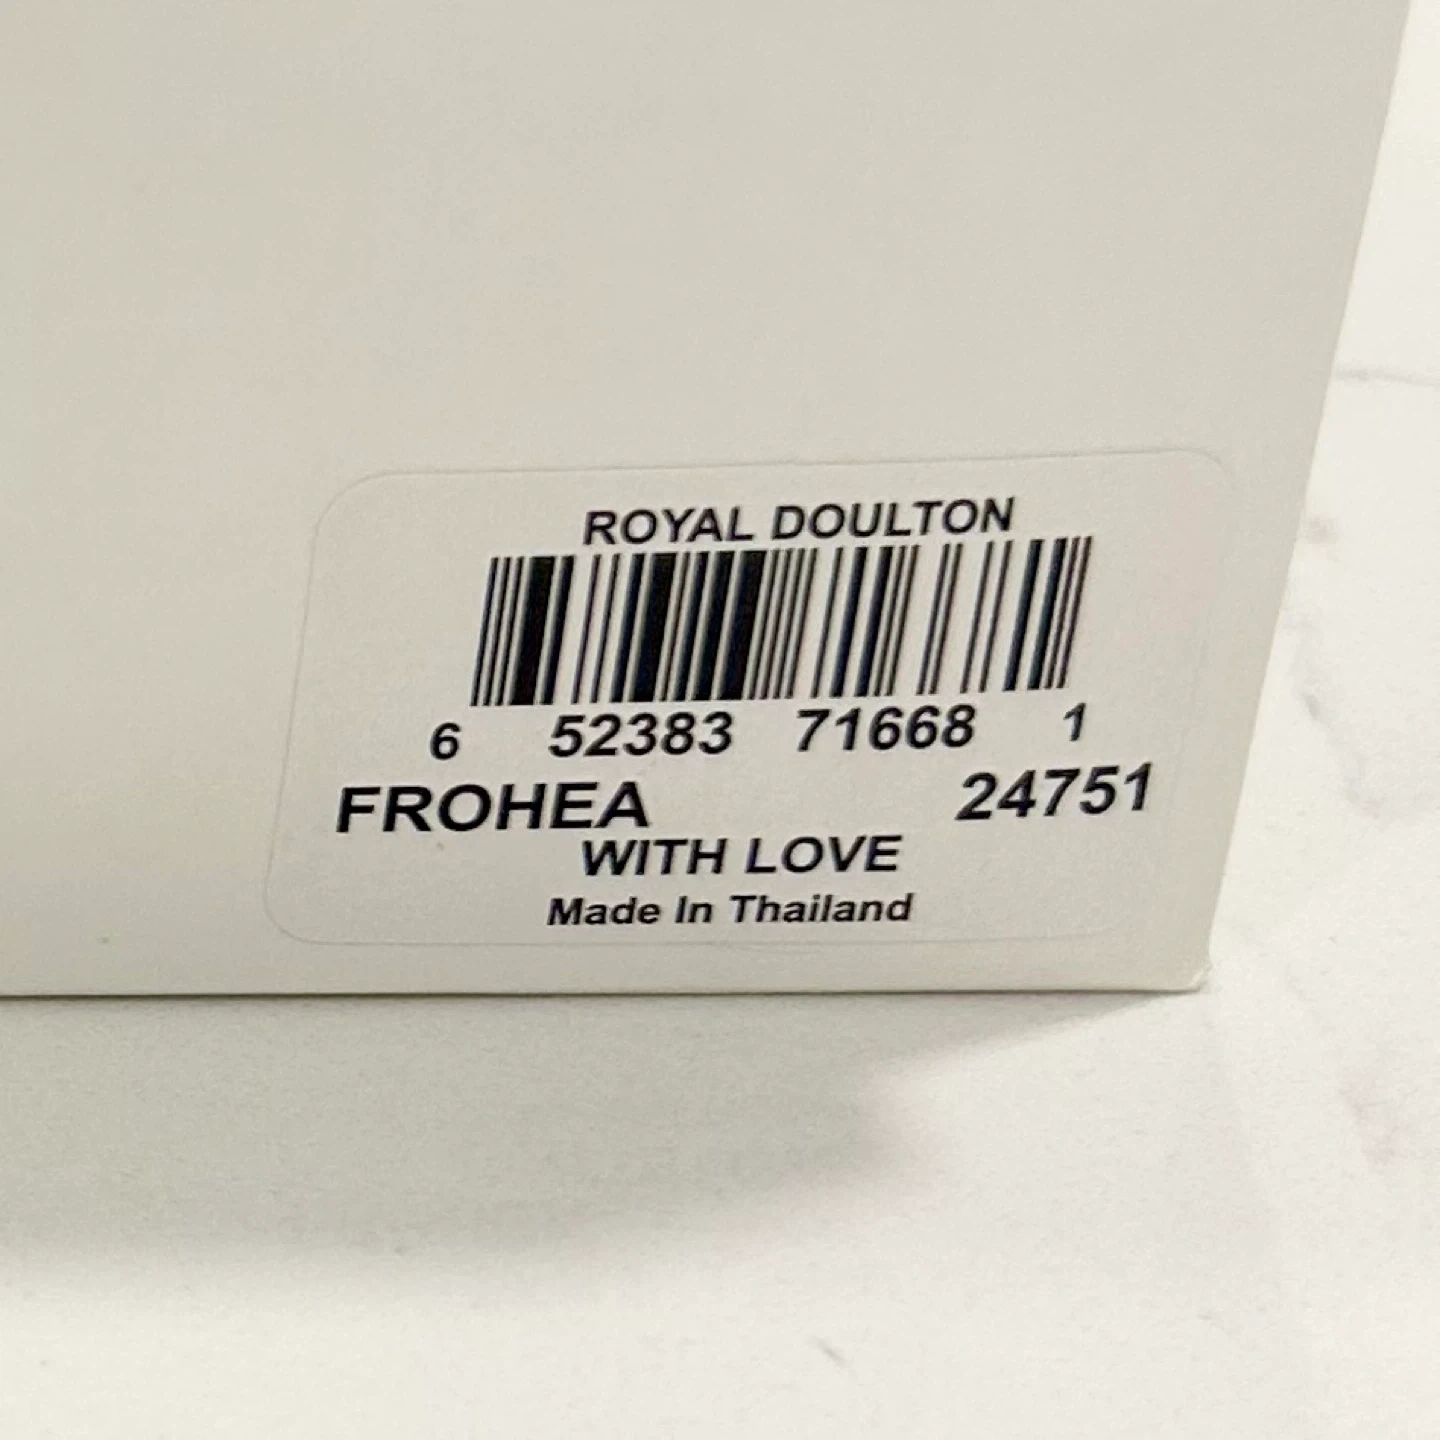 ROYAL DOULTON
6 52383 71668 1
FROHEA 24751
WITH LOVE
Made In Thailand